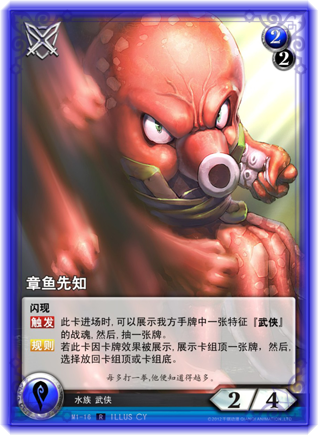 2
2
章鱼先知
闪现
触发 此卡进场时,可以展示我方手牌中一张特征『武侠』
的战魂,然后,抽一张牌。
规则 若此卡因卡牌效果被展示,展示卡组顶一张牌，然后,
选择放回卡组顶或卡组底。
每多打一拳,他便知道得越多。
水族 武侠
2/4
M1-16 R ILLUS CY